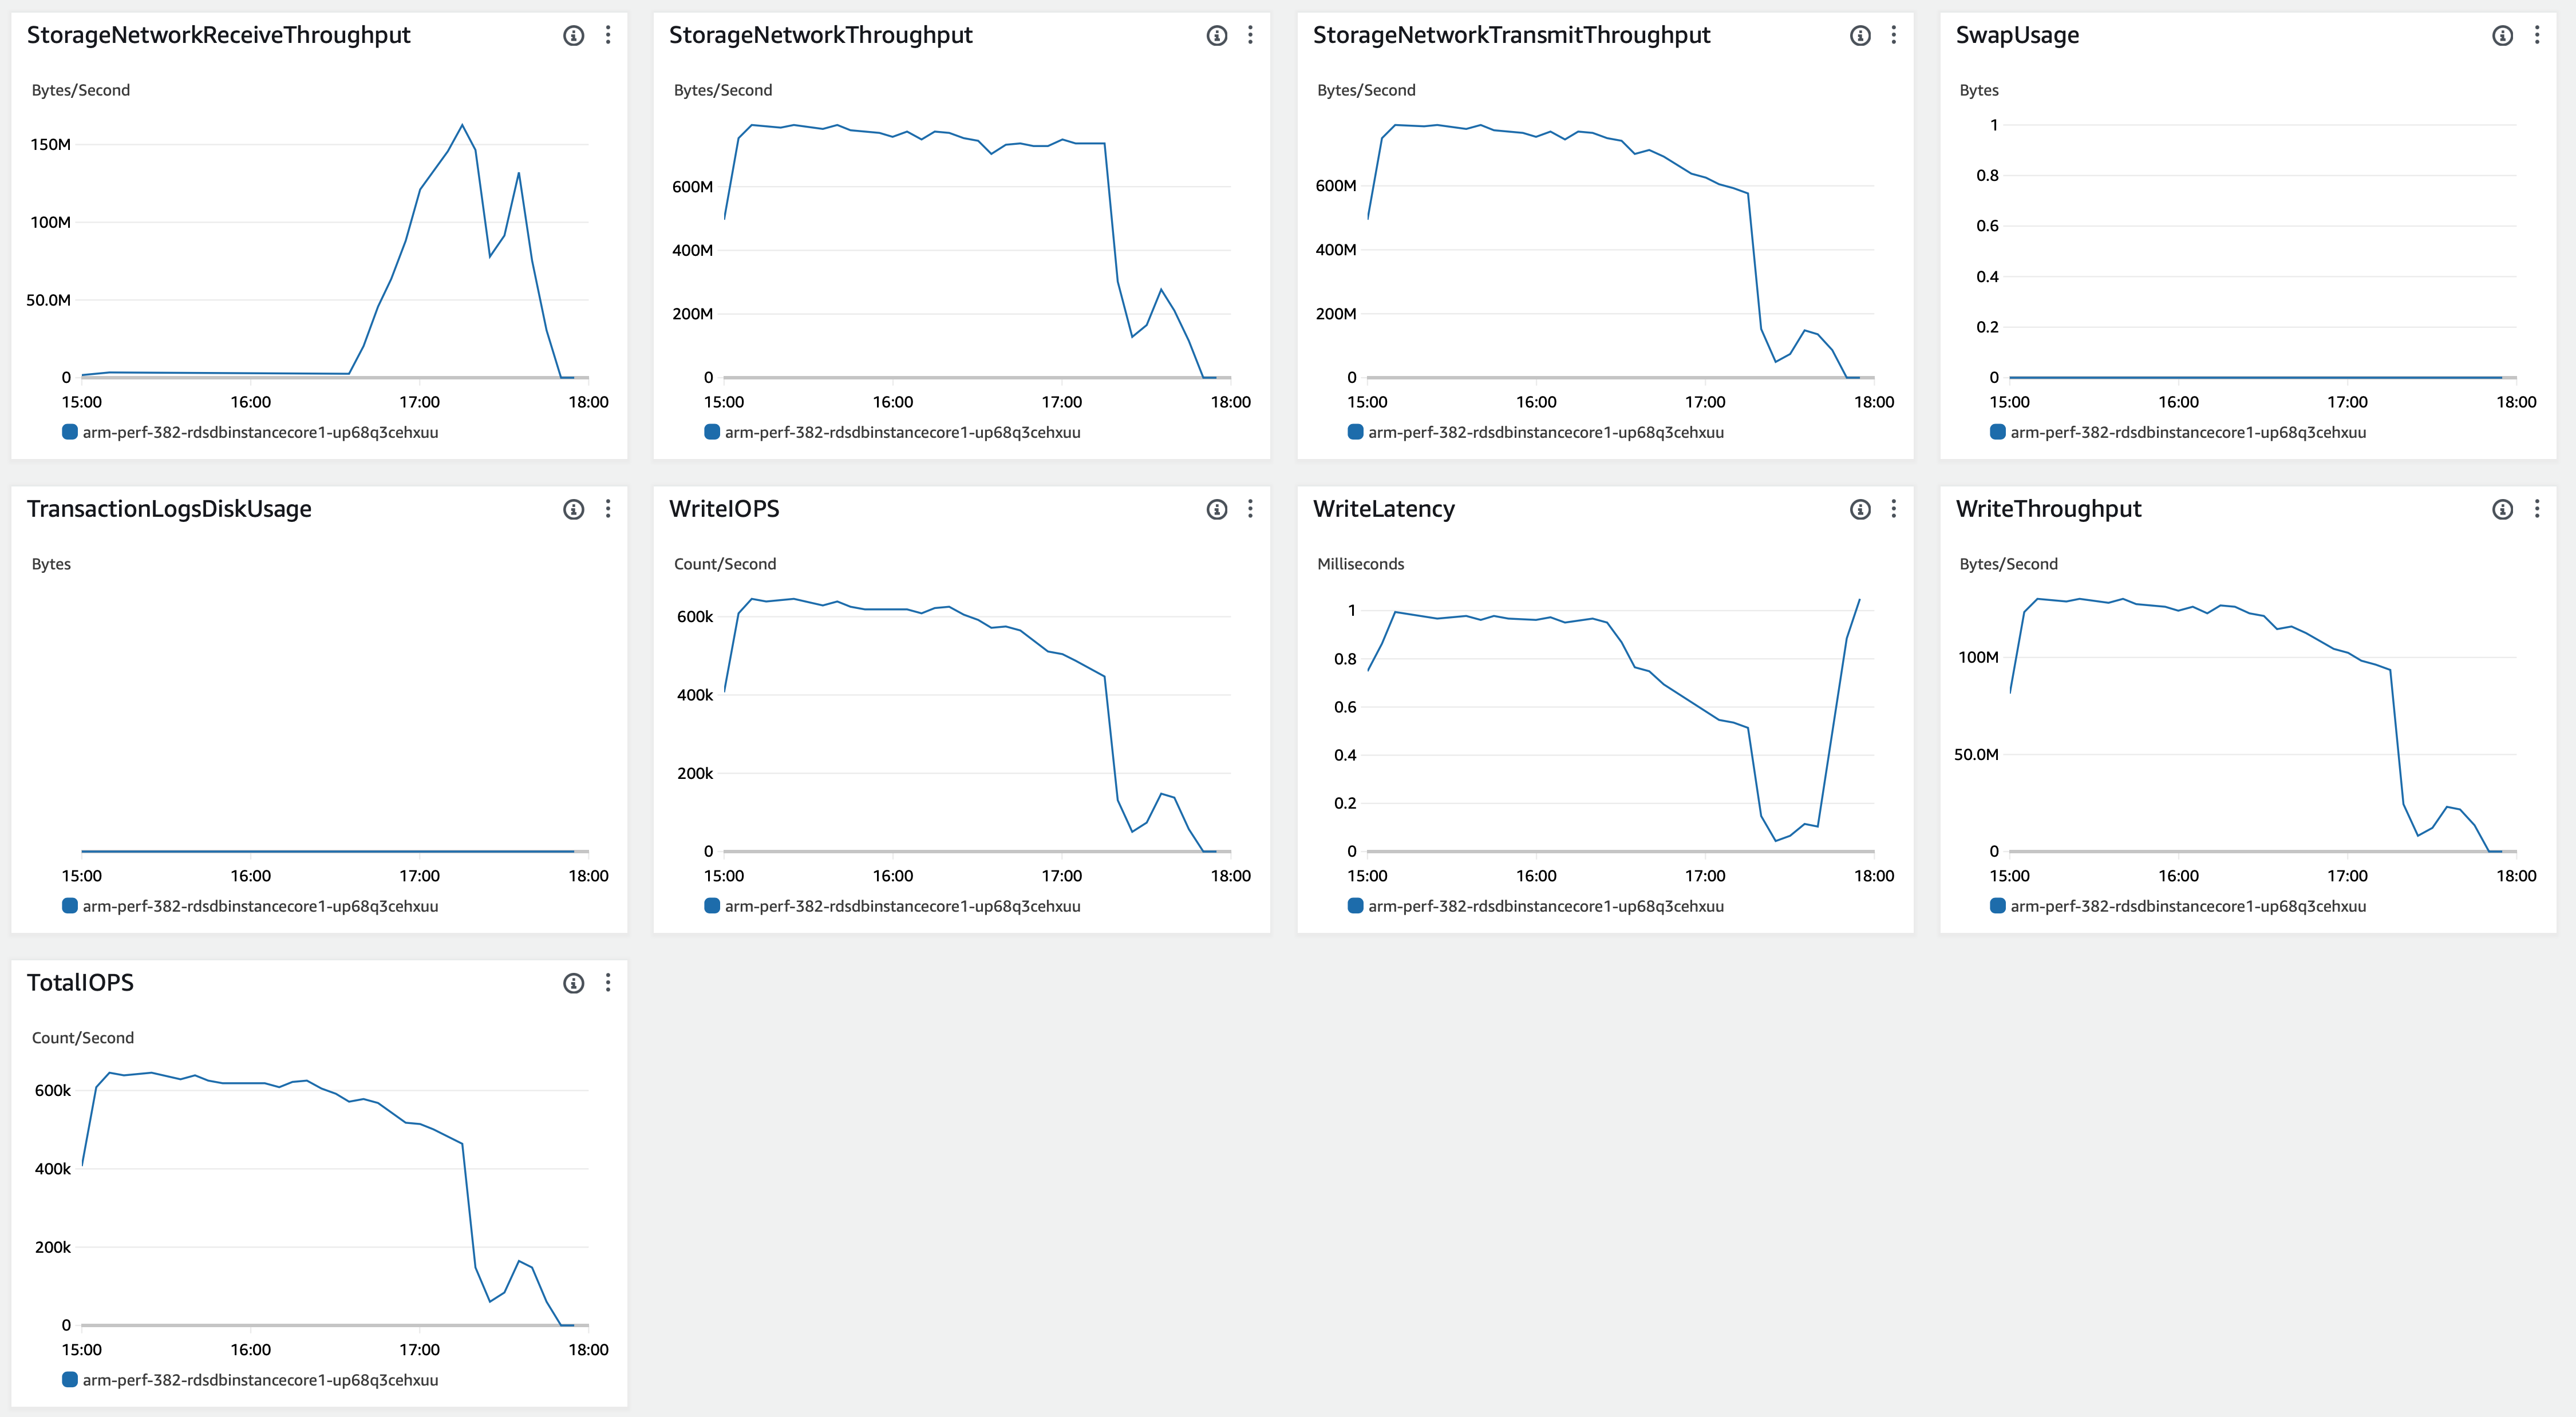 StorageNetworkReceiveThroughput
Bytes/Second
150M
100M
50.0M
0
15:00 16:00 17:00 18:00
arm-perf-382-rdsdbinstancecore1-up68q3cehxuu
StorageNetworkThroughput
Bytes/Second
600M
400M
200M
0
15:00 16:00 17:00 18:00
arm-perf-382-rdsdbinstancecore1-up68q3cehxuu
StorageNetworkTransmitThroughput
Bytes/Second
600M
400M
200M
0
15:00 16:00 17:00 18:00
arm-perf-382-rdsdbinstancecore1-up68q3cehxuu
SwapUsage
Bytes
1
0.8
0.6
0.4
0.2
0
15:00 16:00 17:00 18:00
arm-perf-382-rdsdbinstancecore1-up68q3cehxuu
TransactionLogsDiskUsage
Bytes
15:00 16:00 17:00 18:00
arm-perf-382-rdsdbinstancecore1-up68q3cehxuu
WriteIOPS
Count/Second
600k
400k
200k
0
15:00 16:00 17:00 18:00
arm-perf-382-rdsdbinstancecore1-up68q3cehxuu
WriteLatency
Milliseconds
1
0.8
0.6
0.4
0.2
0
15:00 16:00 17:00 18:00
arm-perf-382-rdsdbinstancecore1-up68q3cehxuu
WriteThroughput
Bytes/Second
100M
50.0M
0
15:00 16:00 17:00 18:00
arm-perf-382-rdsdbinstancecore1-up68q3cehxuu
TotalIOPS
Count/Second
600k
400k
200k
0
15:00 16:00 17:00 18:00
arm-perf-382-rdsdbinstancecore1-up68q3cehxuu